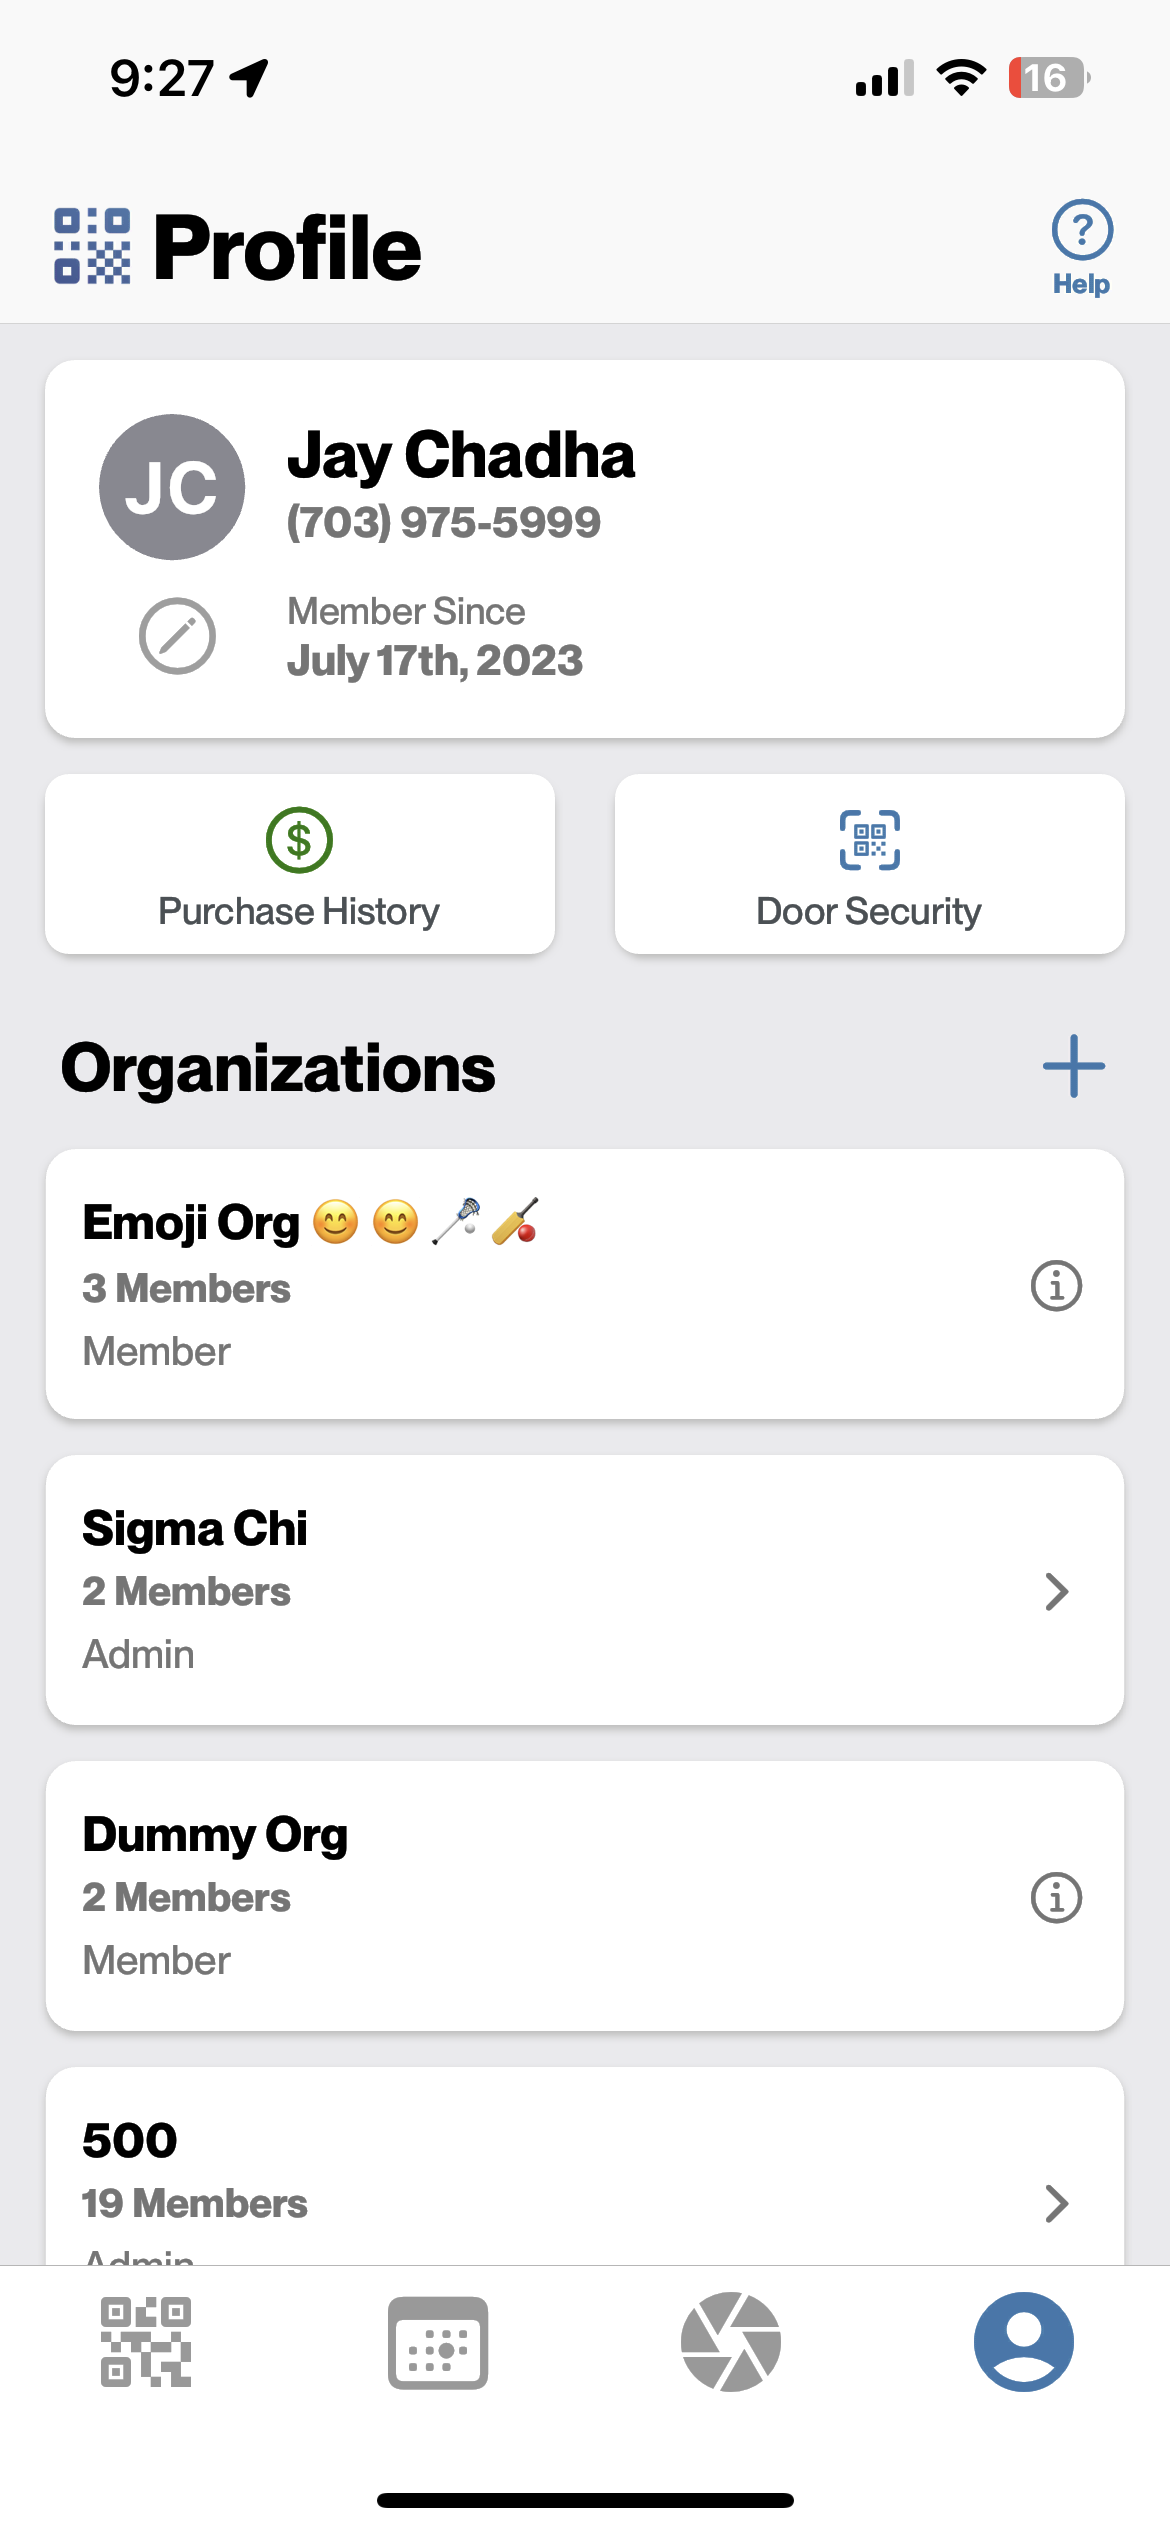 9:27
16
Profile
Help
JC
Jay Chadha
(703) 975-5999
Member Since
July 17th, 2023
Purchase History
Door Security
Organizations
Emoji Org 😊 😊 🥍 🏏
3 Members
Member
Sigma Chi
2 Members
Admin
Dummy Org
2 Members
Member
500
19 Members
Admin